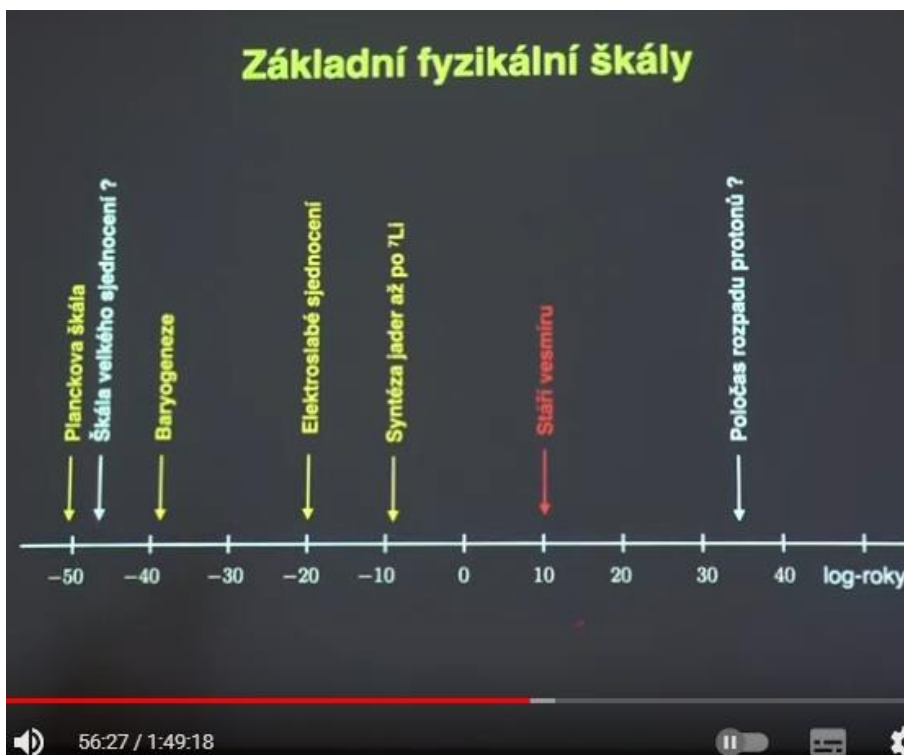 Základní fyzikální škály
Planckova škála
Škála velkého sjednocení ?
Baryogeneze
Elektroslabé sjednocení
Syntéza jader až po ⁷Li
Stáří vesmíru
Poločas rozpadu protonů ?
−50 −40 −30 −20 −10 0 10 20 30 40 log-roky
56:27 / 1:49:18